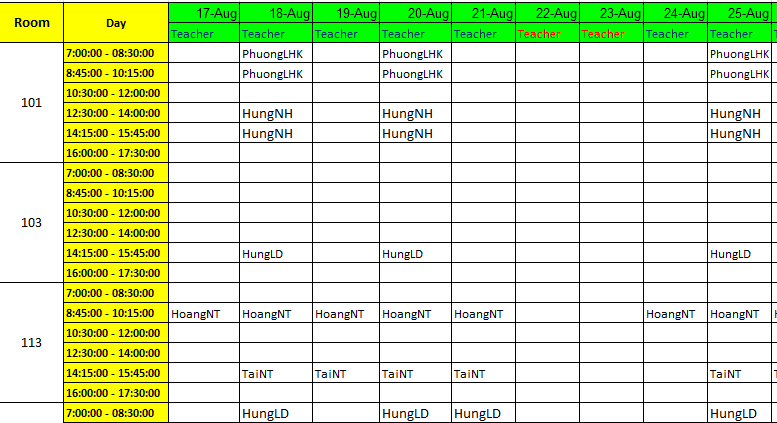 Room Day 17-Aug 18-Aug 19-Aug 20-Aug 21-Aug 22-Aug 23-Aug 24-Aug 25-Aug
Teacher Teacher Teacher Teacher Teacher Teacher Teacher Teacher Teacher
101
7:00:00 - 08:30:00 PhuongLHK PhuongLHK PhuongLHK
8:45:00 - 10:15:00 PhuongLHK PhuongLHK PhuongLHK
10:30:00 - 12:00:00
12:30:00 - 14:00:00 HungNH HungNH HungNH
14:15:00 - 15:45:00 HungNH HungNH HungNH
16:00:00 - 17:30:00
103
7:00:00 - 08:30:00
8:45:00 - 10:15:00
10:30:00 - 12:00:00
12:30:00 - 14:00:00
14:15:00 - 15:45:00 HungLD HungLD HungLD
16:00:00 - 17:30:00
113
7:00:00 - 08:30:00
8:45:00 - 10:15:00 HoangNT HoangNT HoangNT HoangNT HoangNT HoangNT HoangNT
10:30:00 - 12:00:00
12:30:00 - 14:00:00
14:15:00 - 15:45:00 TaiNT TaiNT TaiNT TaiNT TaiNT
16:00:00 - 17:30:00
7:00:00 - 08:30:00 HungLD HungLD HungLD HungLD